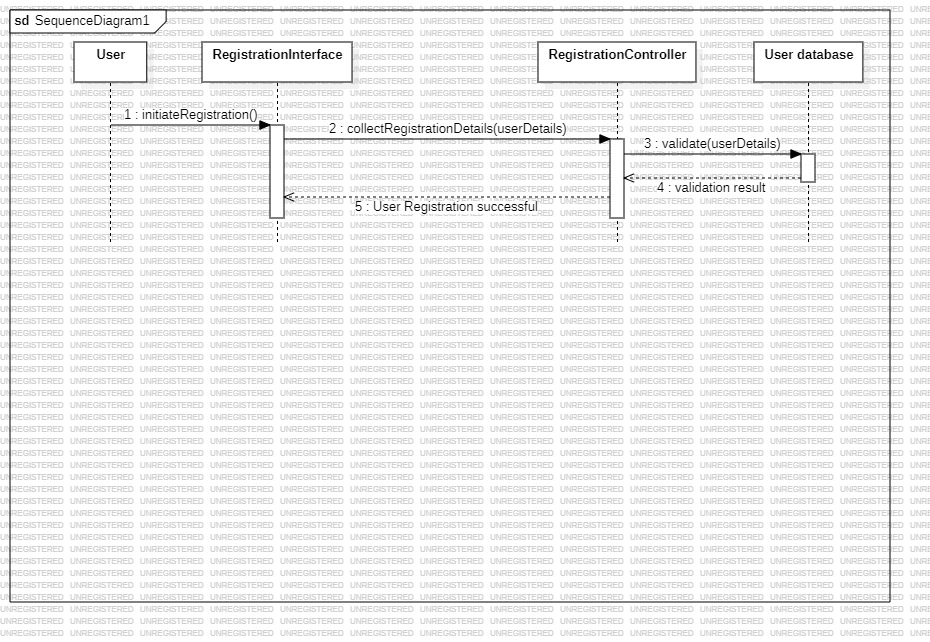 sd SequenceDiagram1
User
RegistrationInterface
RegistrationController
User database
1 : initiateRegistration()
2 : collectRegistrationDetails(userDetails)
3 : validate(userDetails)
4 : validation result
5 : User Registration successful
UNREGISTERED